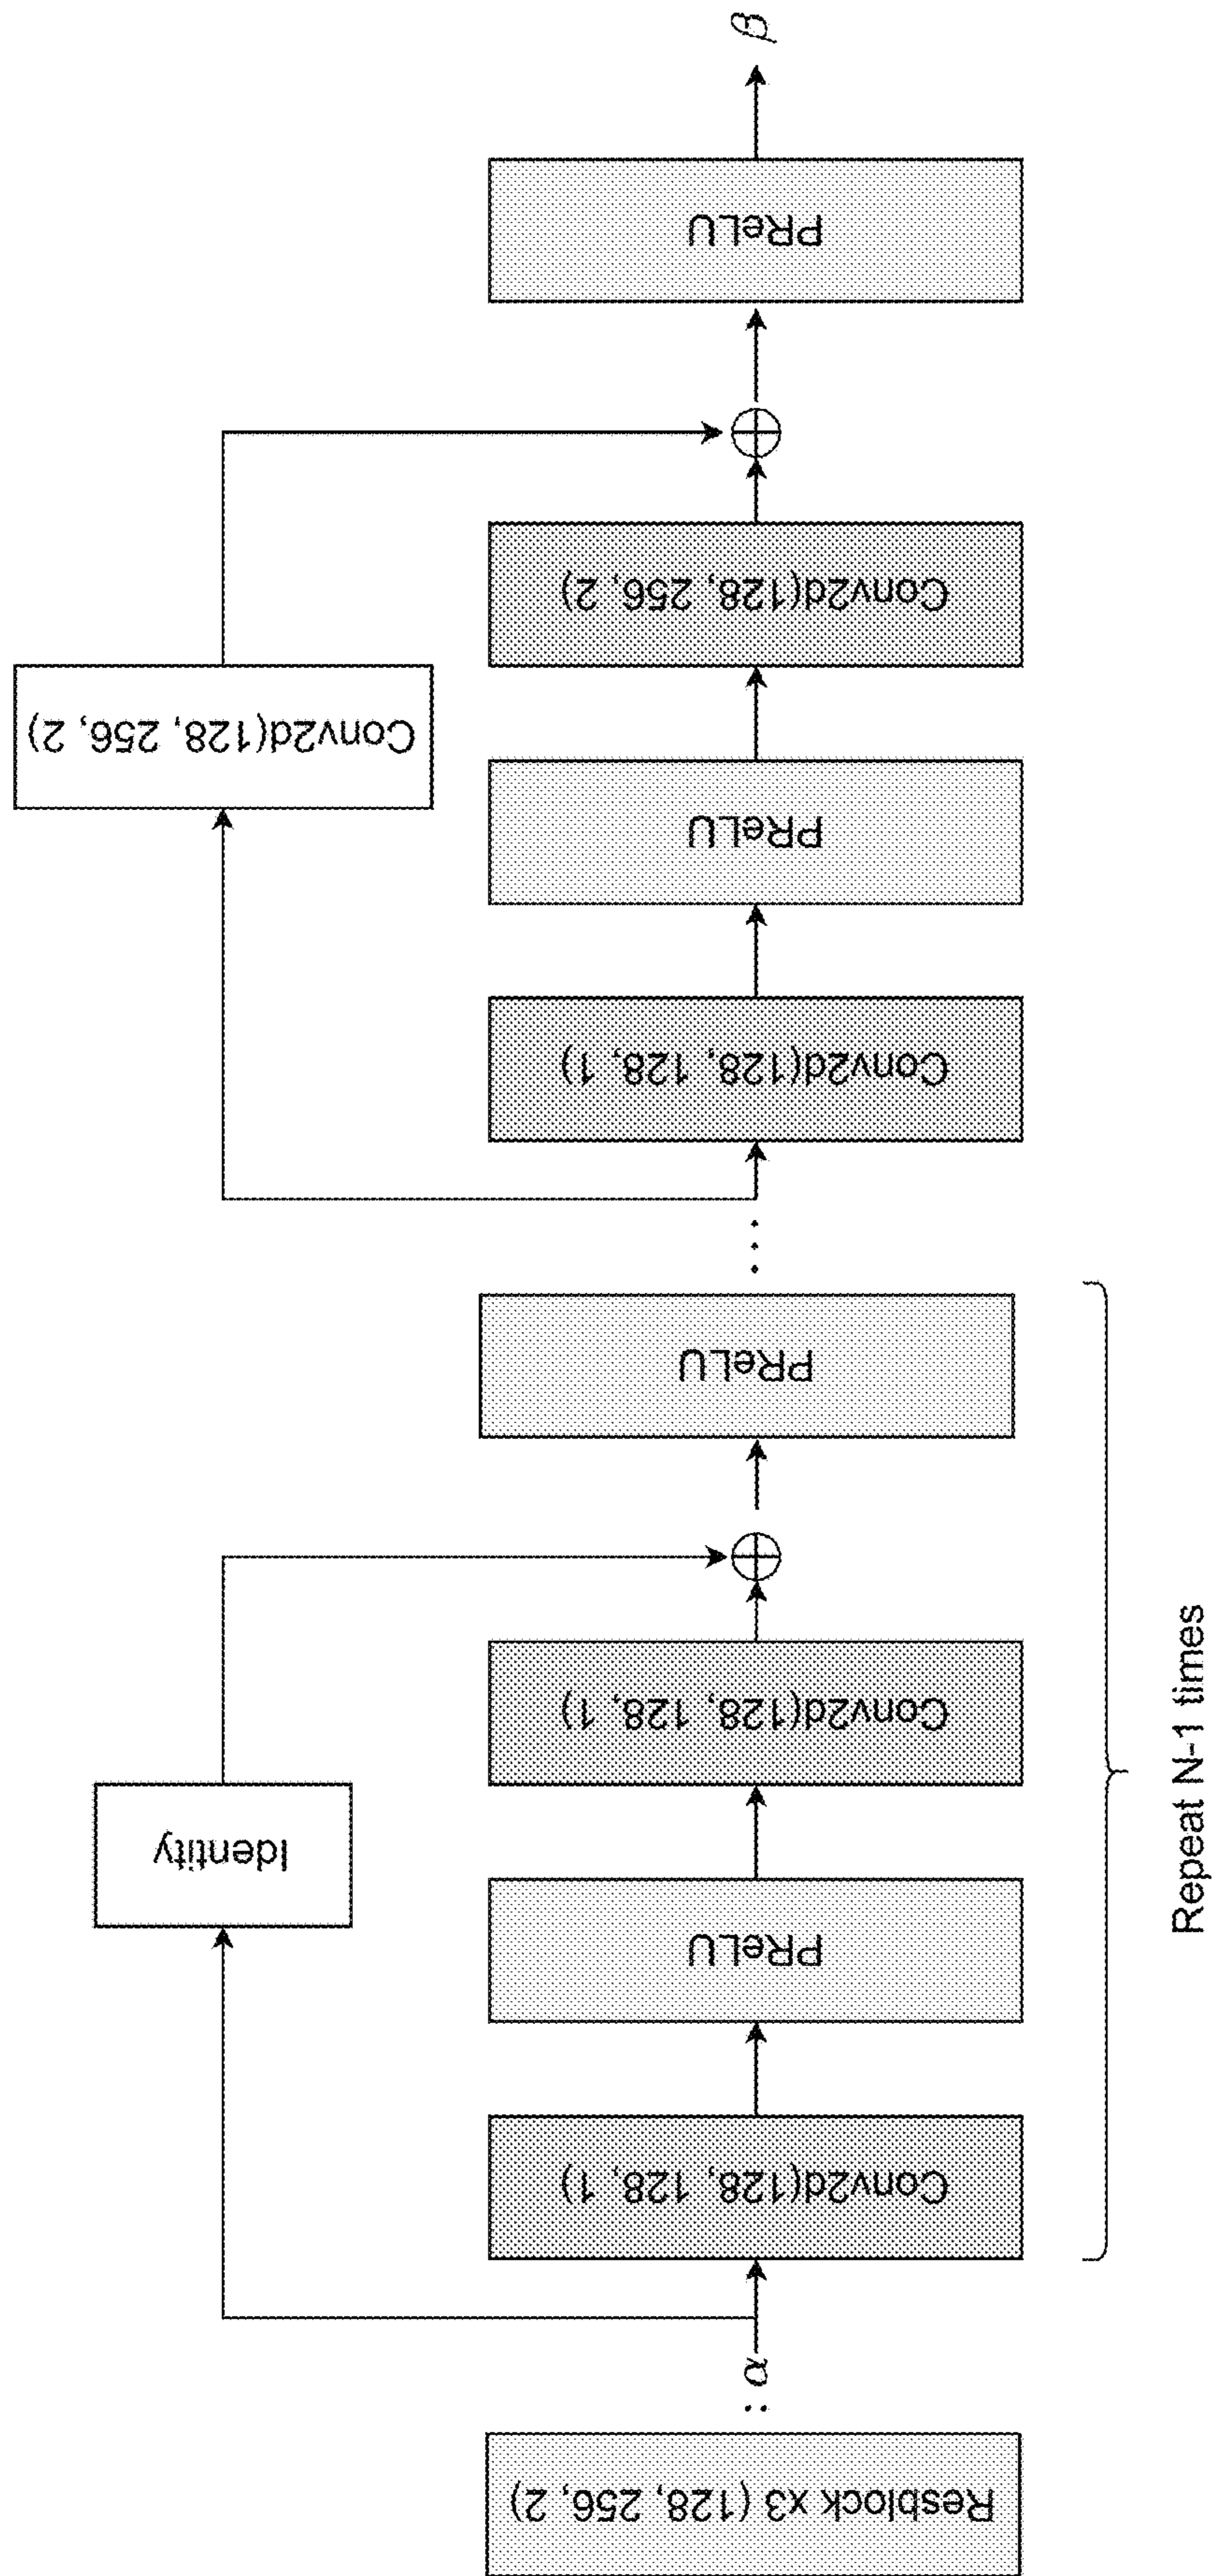 Resblock x3 (128, 256, 2)
: α
Conv2d(128, 128, 1)
PReLU
Conv2d(128, 128, 1)
Identity
PReLU
Repeat N-1 times
...
Conv2d(128, 128, 1)
PReLU
Conv2d(128, 256, 2)
Conv2d(128, 256, 2)
PReLU
β